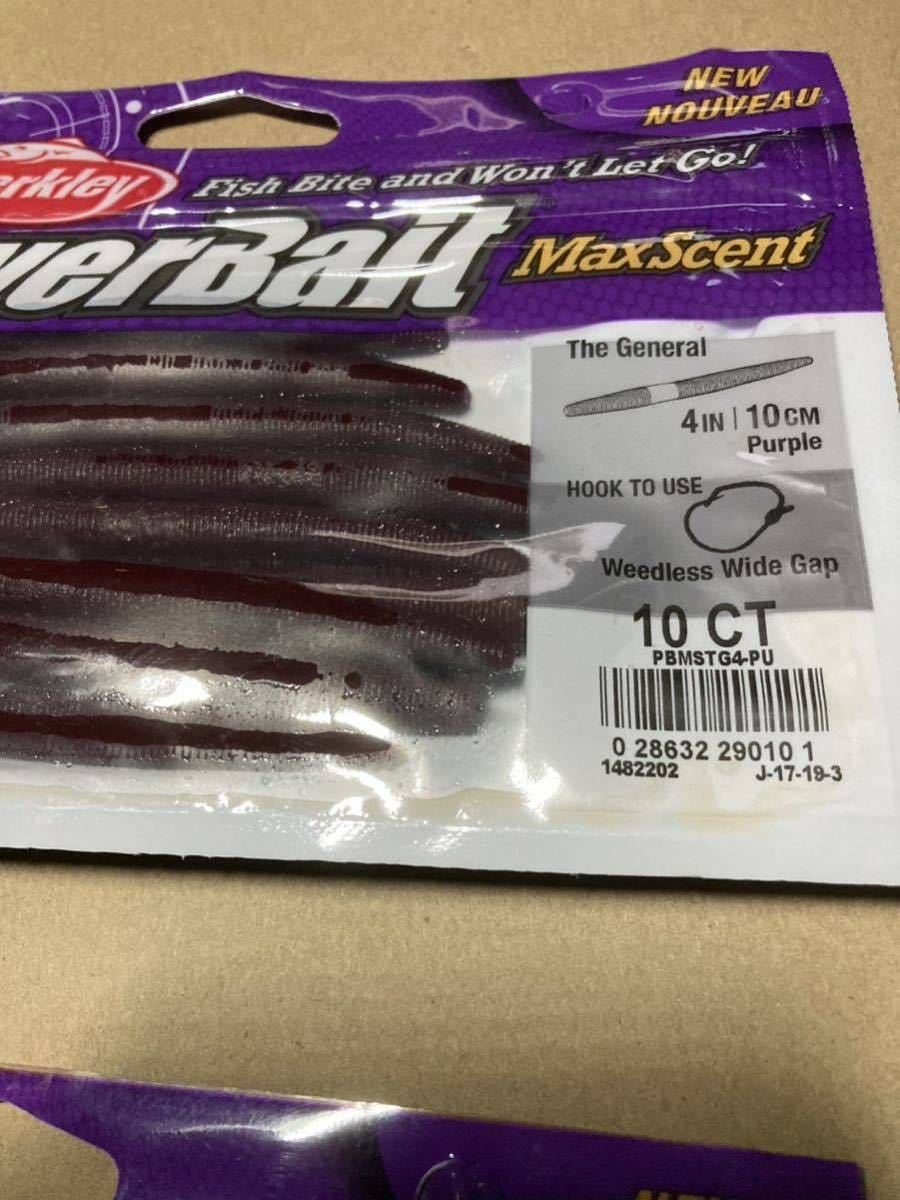 NEW
NOUVEAU
erkley
Fish Bite and Won't Let Go!
verBait MaxScent
The General
4IN | 10CM
Purple
HOOK TO USE
Weedless Wide Gap
10 CT
PBMSTG4-PU
0 28632 29010 1
1482202 J-17-19-3